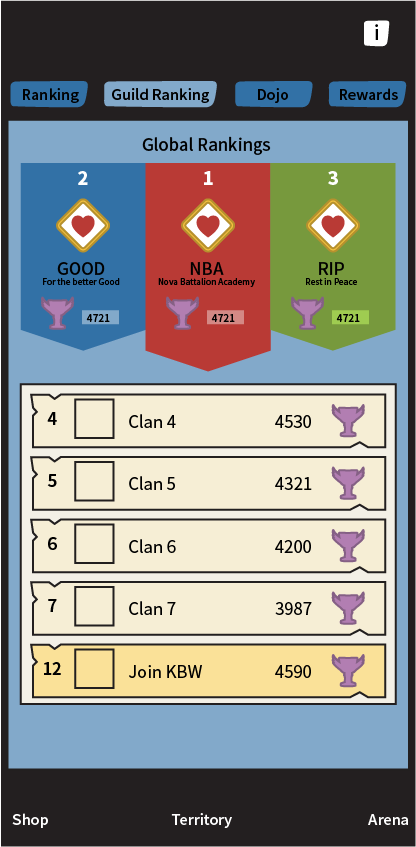 i
Ranking
Guild Ranking
Dojo
Rewards
Global Rankings
2
GOOD
For the better Good
4721
1
NBA
Nova Battalion Academy
4721
3
RIP
Rest in Peace
4721
4 Clan 4 4530
5 Clan 5 4321
6 Clan 6 4200
7 Clan 7 3987
12 Join KBW 4590
Shop
Territory
Arena